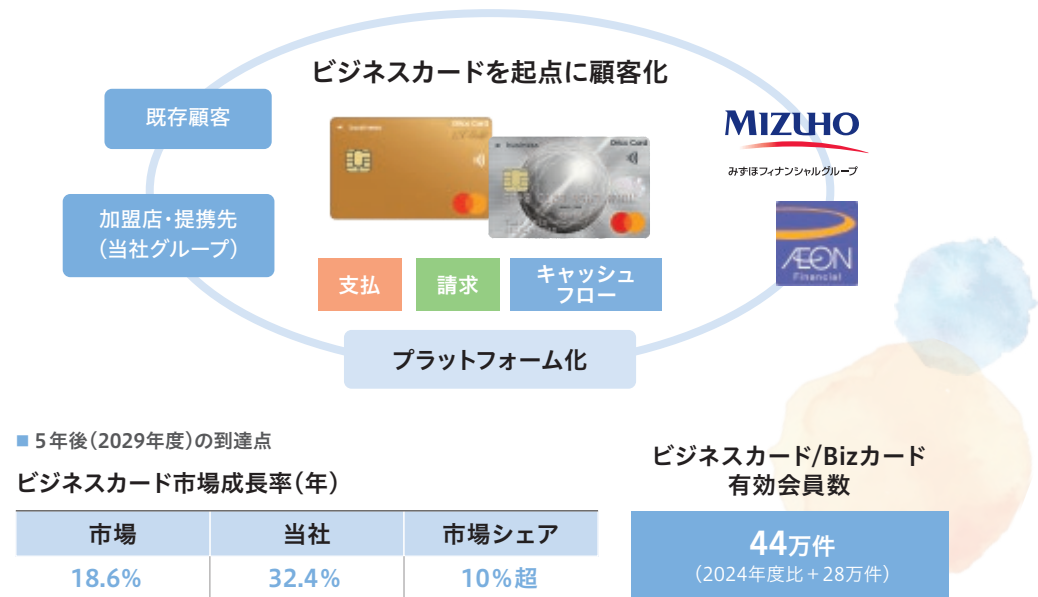 ビジネスカードを起点に顧客化
既存顧客
加盟店・提携先
（当社グループ）
business
Orico Card
business
Orico Card
MIZUHO
みずほフィナンシャルグループ
ÆON
Financial
支払
請求
キャッシュ
フロー
プラットフォーム化
■ 5年後（2029年度）の到達点
ビジネスカード市場成長率（年）
市場 当社 市場シェア
18.6% 32.4% 10%超
ビジネスカード/Bizカード
有効会員数
44万件
（2024年度比＋28万件）